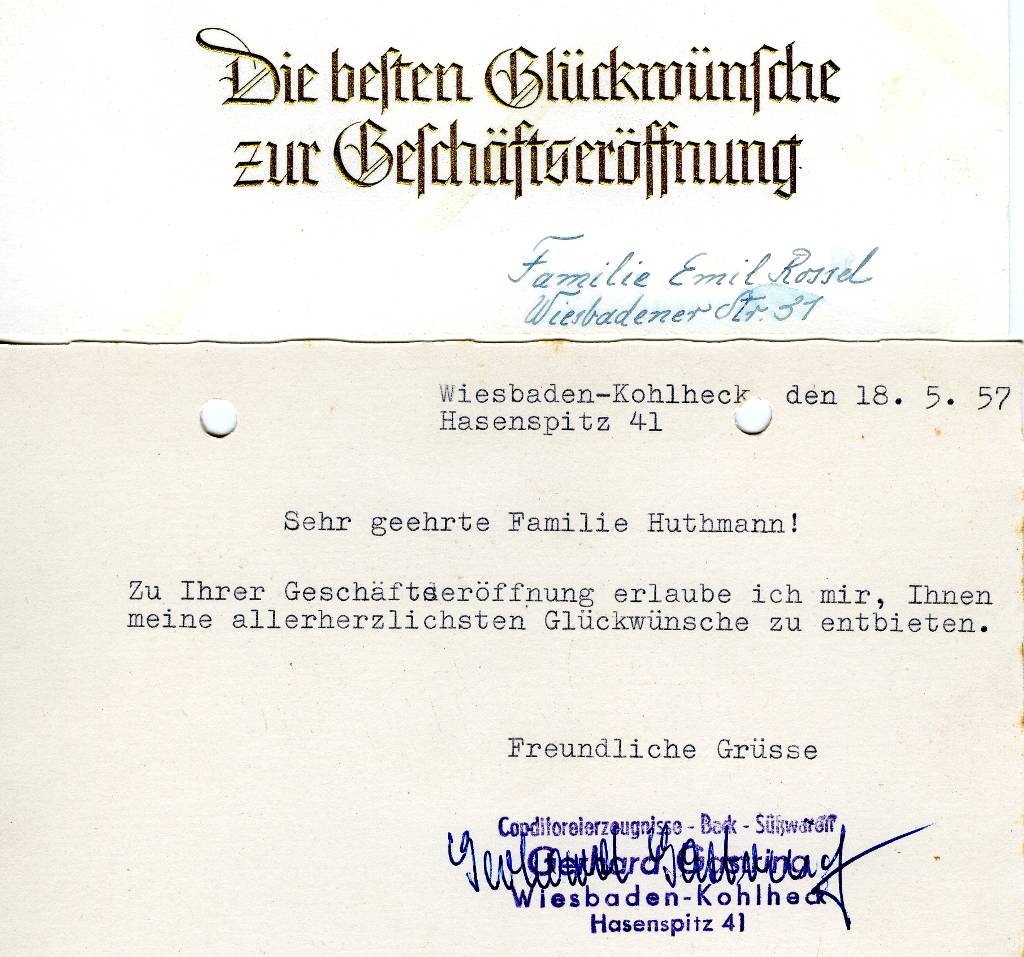 Die besten Glückwünsche
zur Geschäftseröffnung
Familie Emil Rossel
Wiesbadener Str. 31
Wiesbaden-Kohlheck, den 18. 5. 57
Hasenspitz 41
Sehr geehrte Familie Huthmann!
Zu Ihrer Geschäftseröffnung erlaube ich mir, Ihnen
meine allerherzlichsten Glückwünsche zu entbieten.
Freundliche Grüsse
Conditoreierzeugnisse - Back - Süßwaren
Gerhard
Wiesbaden-Kohlheck
Hasenspitz 41